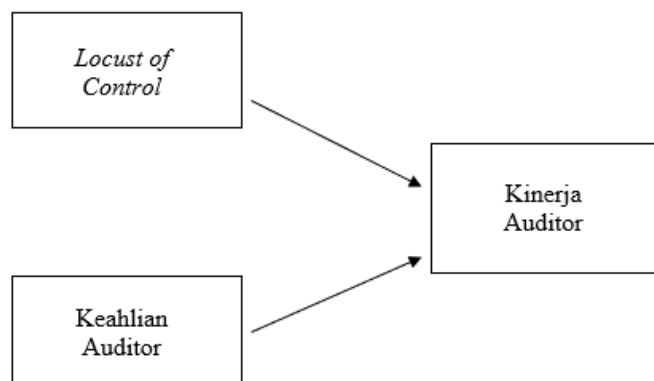 Locust of
Control
Kinerja
Auditor
Keahlian
Auditor